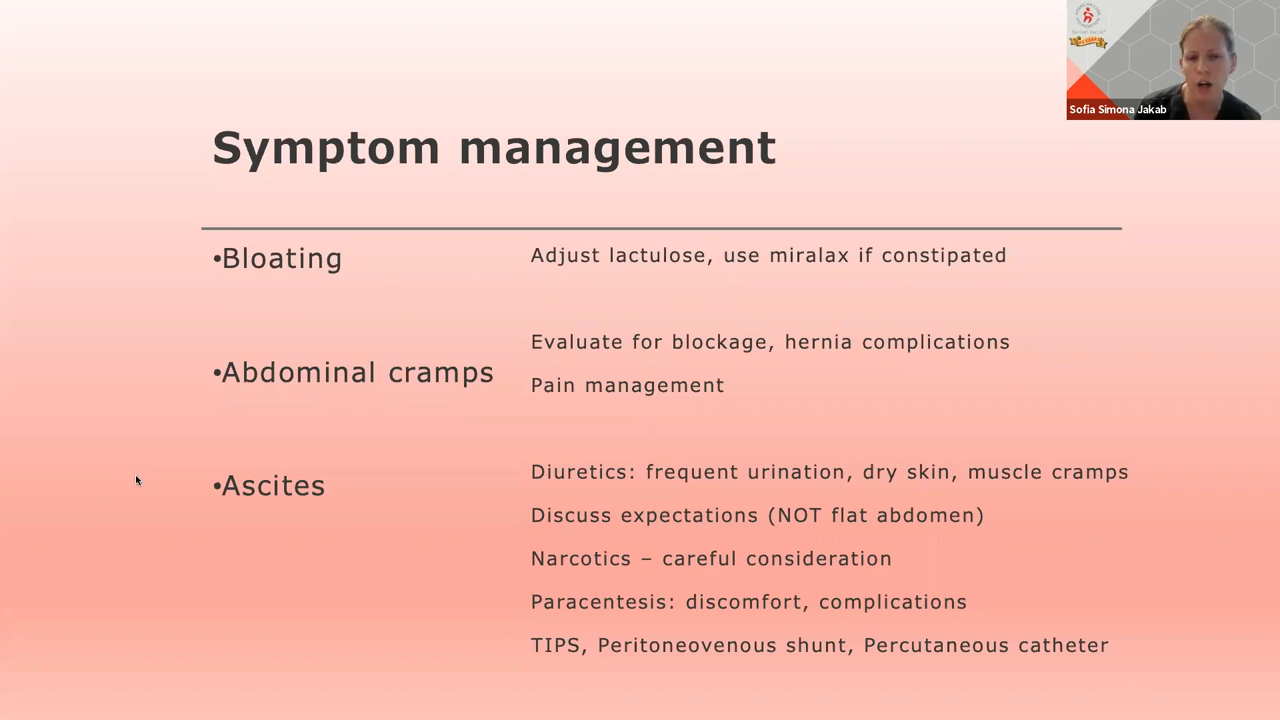 Sofia Simona Jakab
Symptom management
•Bloating
Adjust lactulose, use miralax if constipated
•Abdominal cramps
Evaluate for blockage, hernia complications
Pain management
•Ascites
Diuretics: frequent urination, dry skin, muscle cramps
Discuss expectations (NOT flat abdomen)
Narcotics – careful consideration
Paracentesis: discomfort, complications
TIPS, Peritoneovenous shunt, Percutaneous catheter